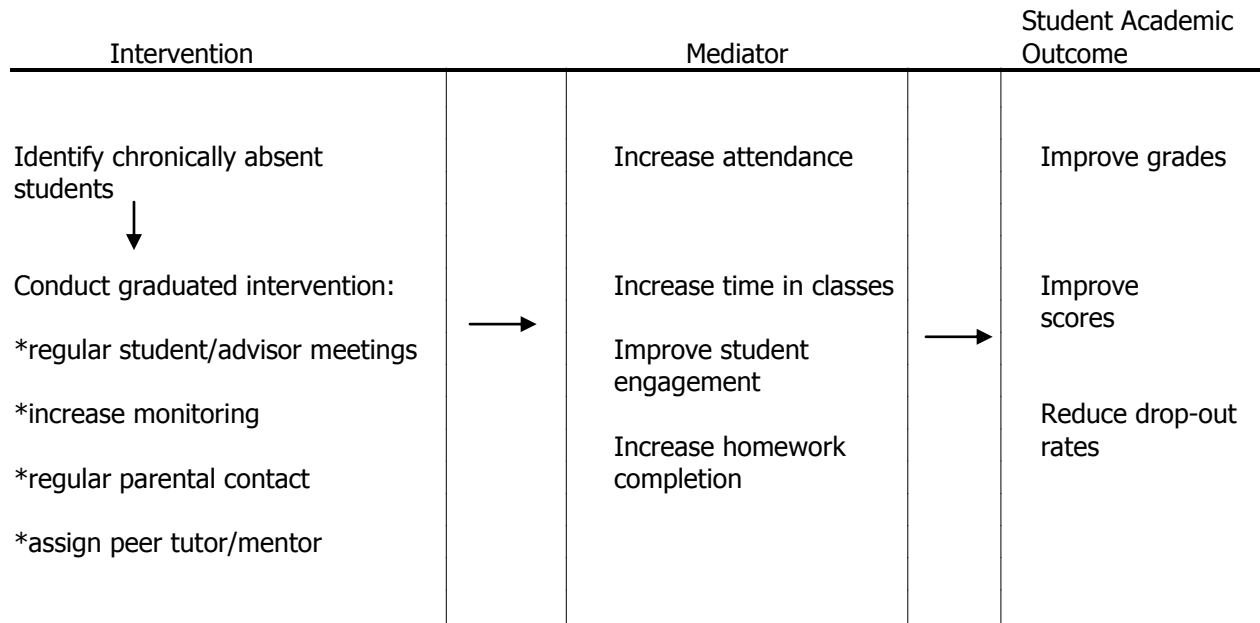 Intervention
Mediator
Student Academic
Outcome
Identify chronically absent
students
Conduct graduated intervention:
*regular student/advisor meetings
*increase monitoring
*regular parental contact
*assign peer tutor/mentor
Increase attendance
Increase time in classes
Improve student
engagement
Increase homework
completion
Improve grades
Improve
scores
Reduce drop-out
rates